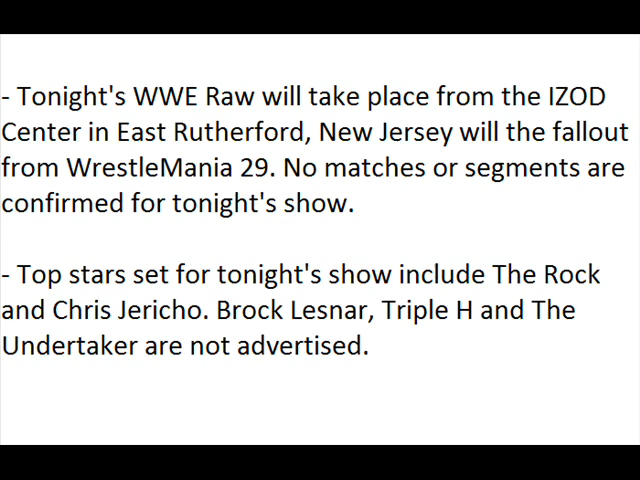 - Tonight's WWE Raw will take place from the IZOD
Center in East Rutherford, New Jersey will the fallout
from WrestleMania 29. No matches or segments are
confirmed for tonight's show.
- Top stars set for tonight's show include The Rock
and Chris Jericho. Brock Lesnar, Triple H and The
Undertaker are not advertised.